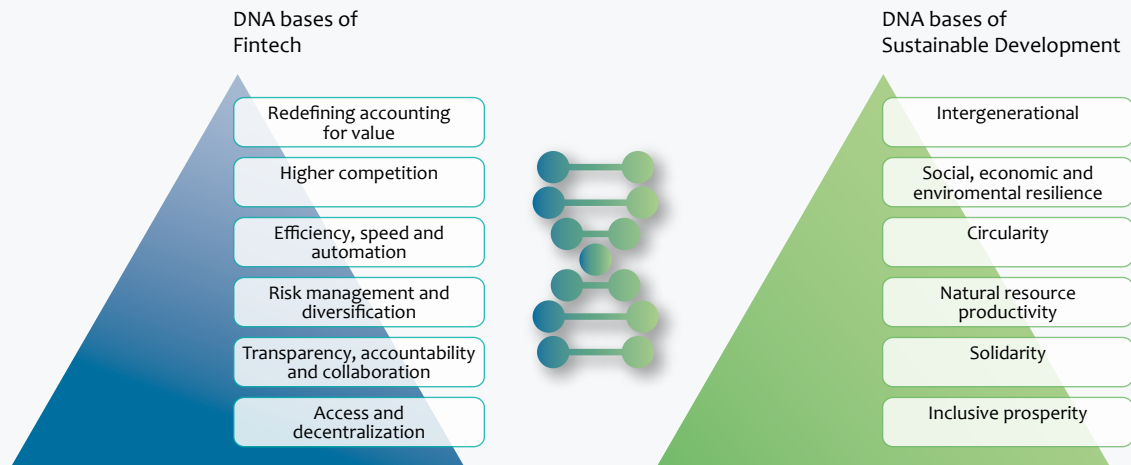 DNA bases of
Fintech
Redefining accounting
for value
Higher competition
Efficiency, speed and
automation
Risk management and
diversification
Transparency, accountability
and collaboration
Access and
decentralization
DNA bases of
Sustainable Development
Intergenerational
Social, economic and
enviromental resilience
Circularity
Natural resource
productivity
Solidarity
Inclusive prosperity